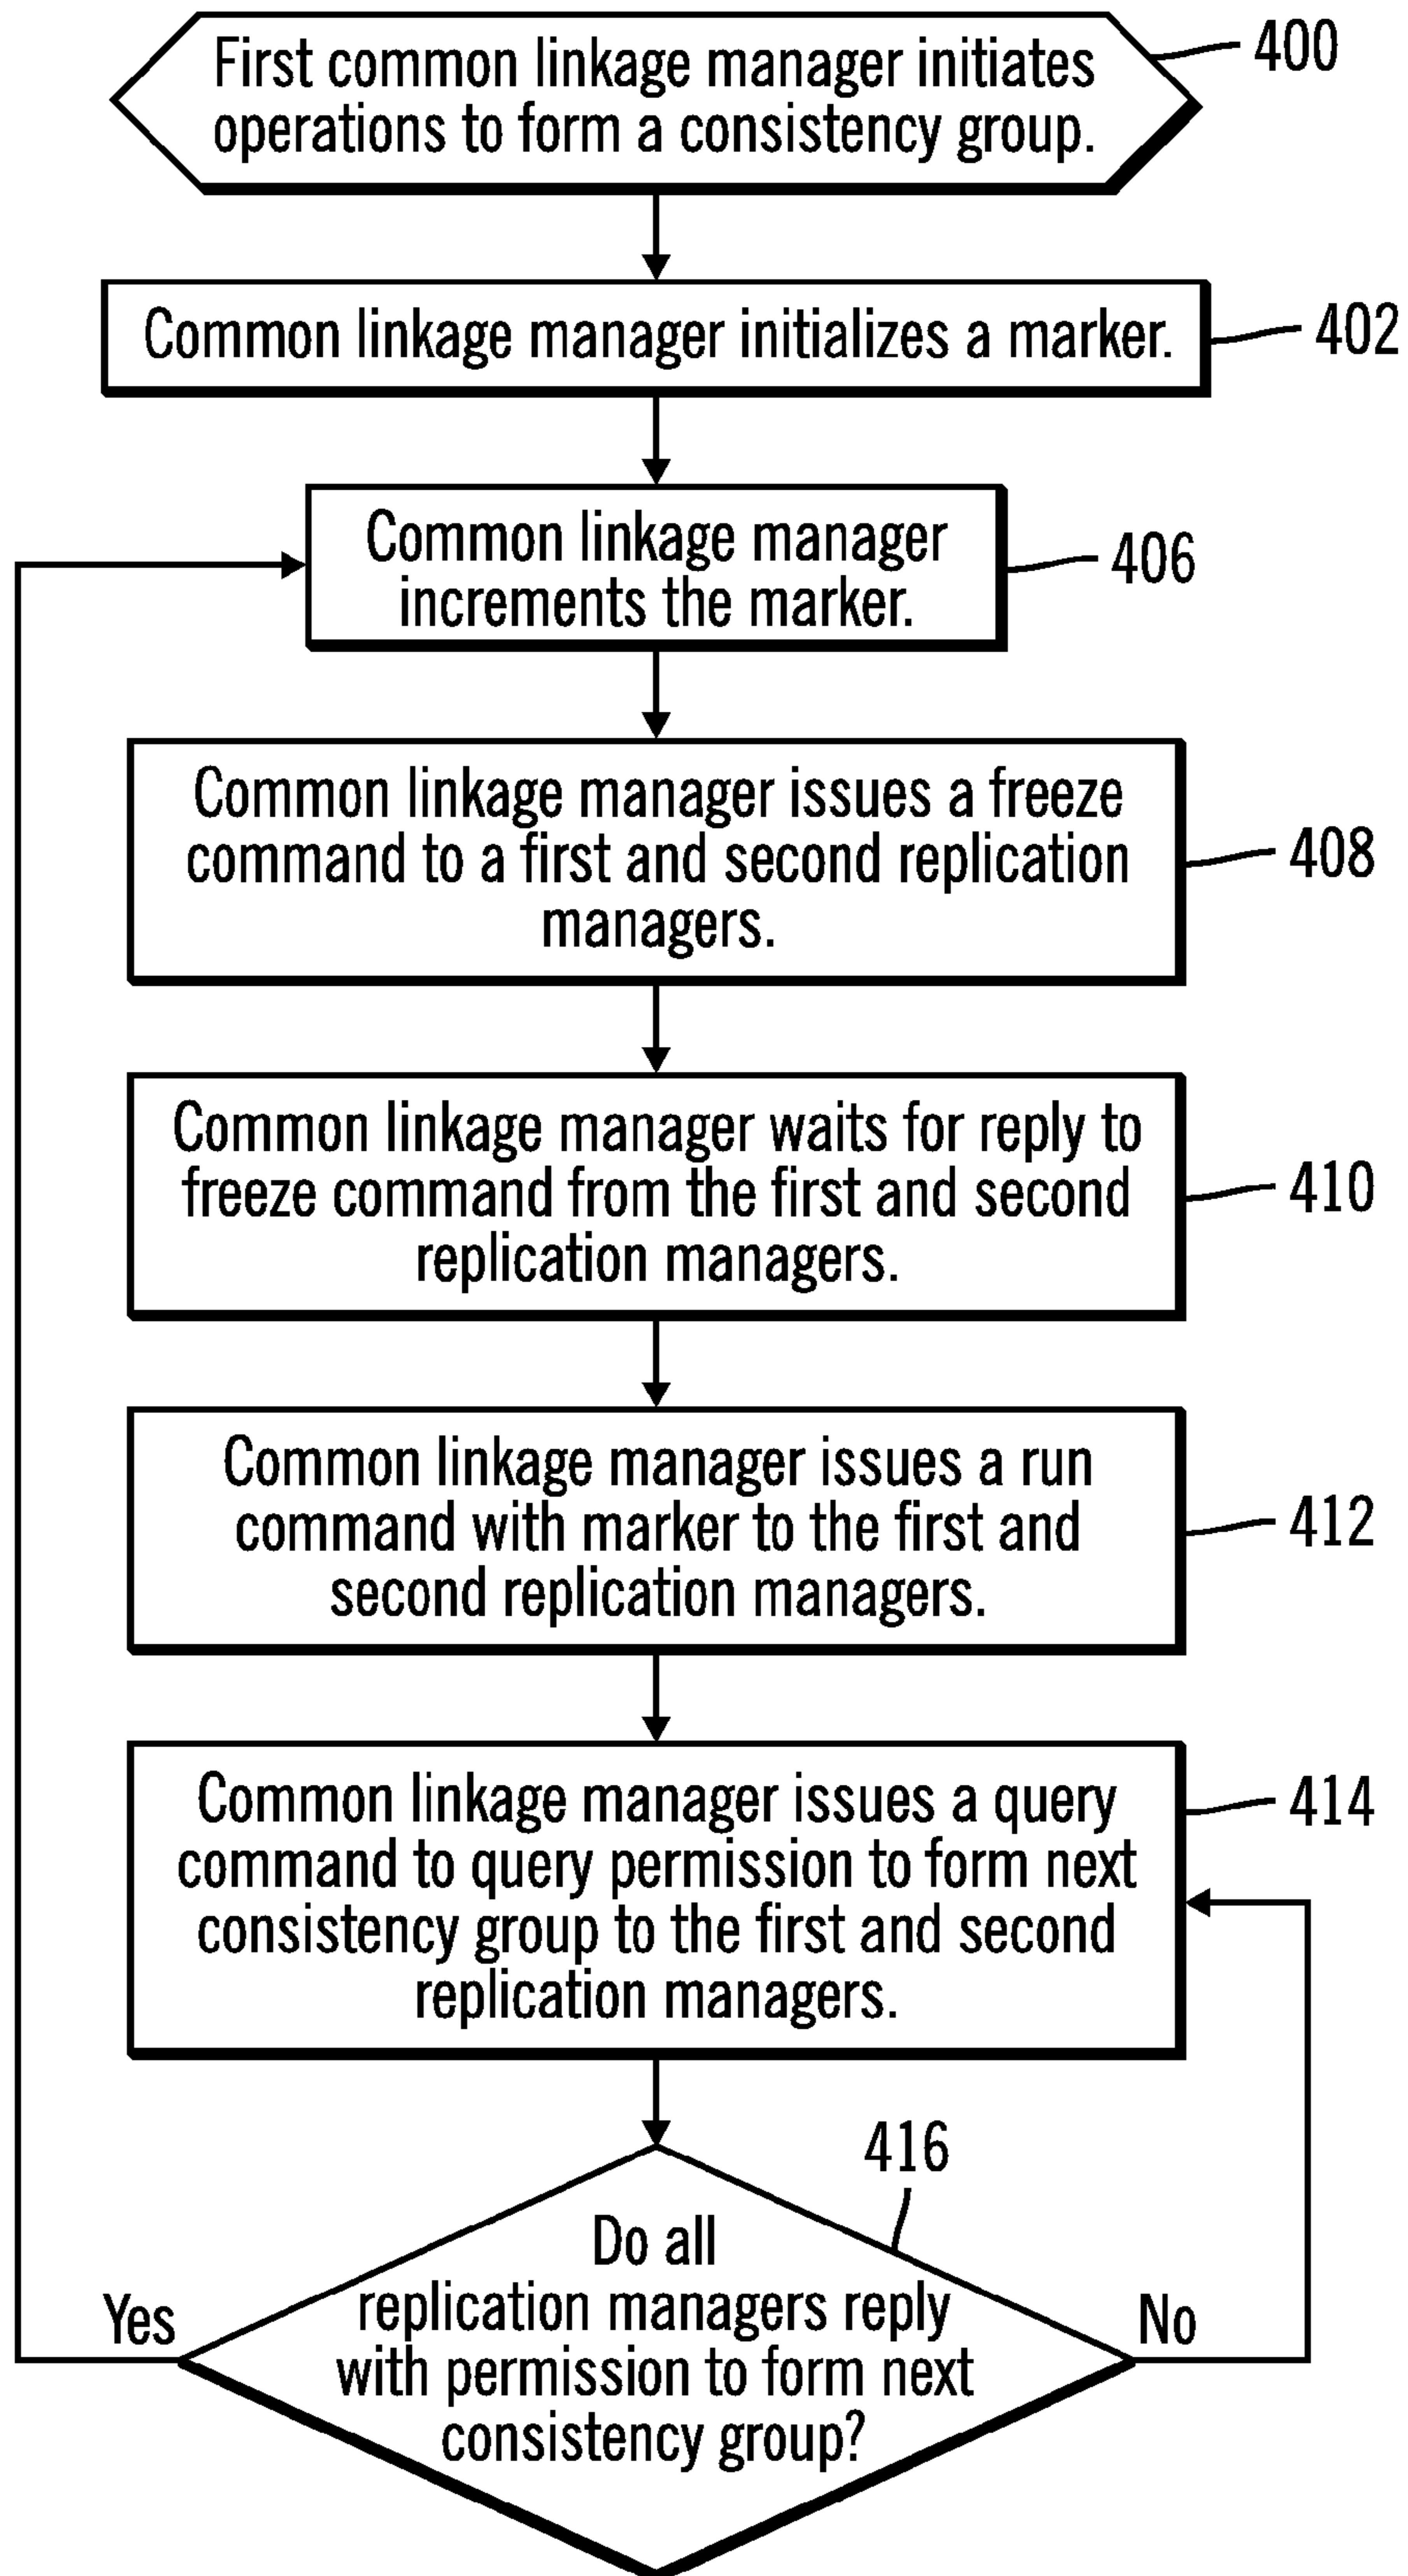 First common linkage manager initiates
operations to form a consistency group.
400
Common linkage manager initializes a marker.
402
Common linkage manager
increments the marker.
406
Common linkage manager issues a freeze
command to a first and second replication
managers.
408
Common linkage manager waits for reply to
freeze command from the first and second
replication managers.
410
Common linkage manager issues a run
command with marker to the first and
second replication managers.
412
Common linkage manager issues a query
command to query permission to form next
consistency group to the first and second
replication managers.
414
416
Do all
replication managers reply
with permission to form next
consistency group?
Yes
No